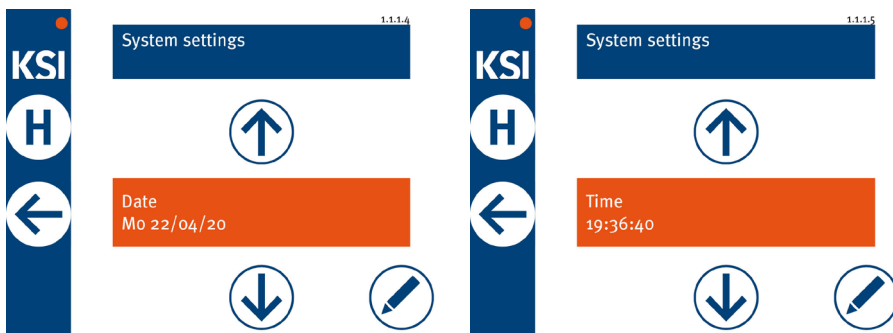 1.1.1.4
System settings
KSI
H
Date
Mo 22/04/20
1.1.1.5
System settings
KSI
H
Time
19:36:40